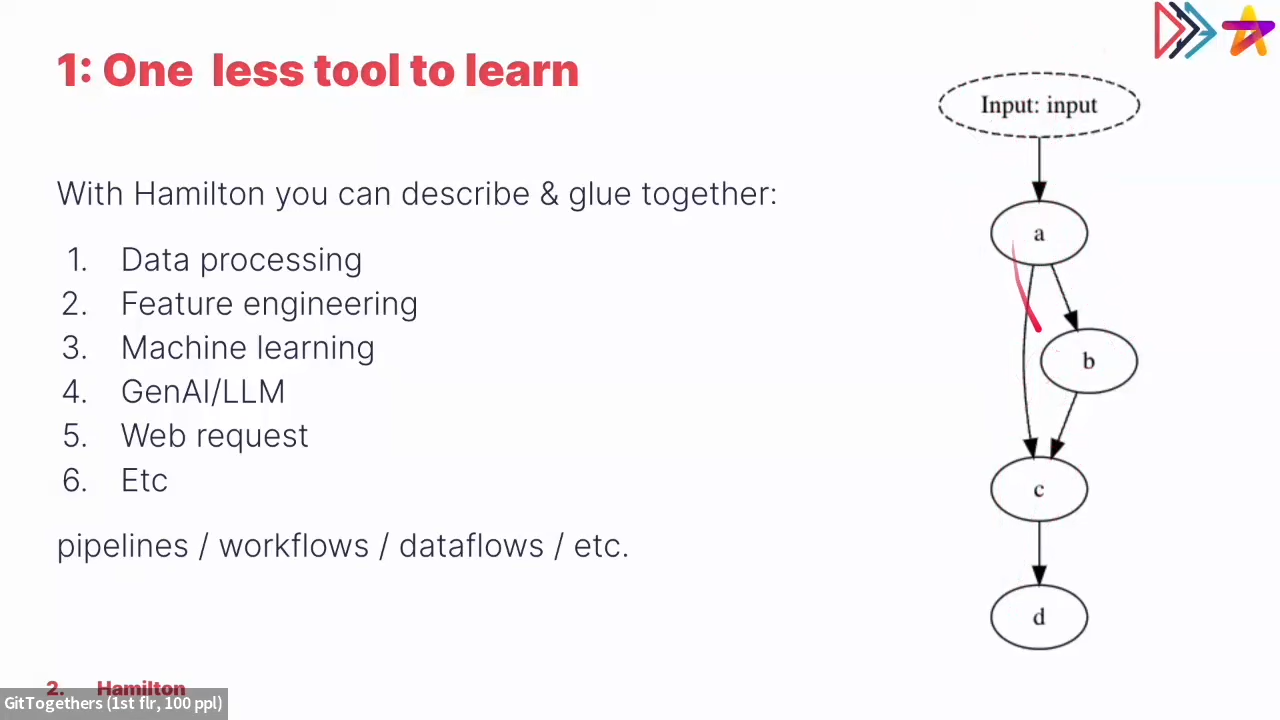 1: One less tool to learn
With Hamilton you can describe & glue together:
1. Data processing
2. Feature engineering
3. Machine learning
4. GenAI/LLM
5. Web request
6. Etc
pipelines / workflows / dataflows / etc.
Input: input
a
b
c
d
2. Hamilton
GitTogethers (1st flr, 100 ppl)